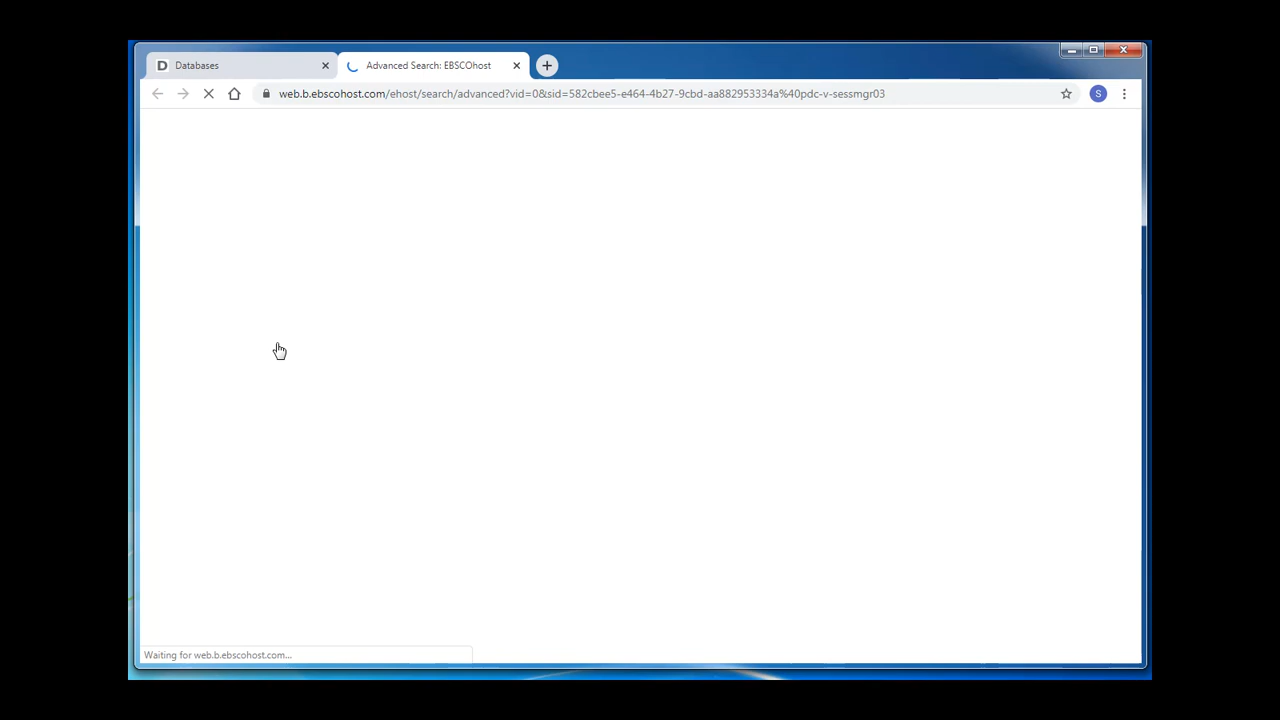 D Databases
Advanced Search: EBSCOhost
web.b.ebscohost.com/ehost/search/advanced?vid=0&sid=582cbee5-e464-4b27-9cbd-aa882953334a%40pdc-v-sessmgr03
S
Waiting for web.b.ebscohost.com...